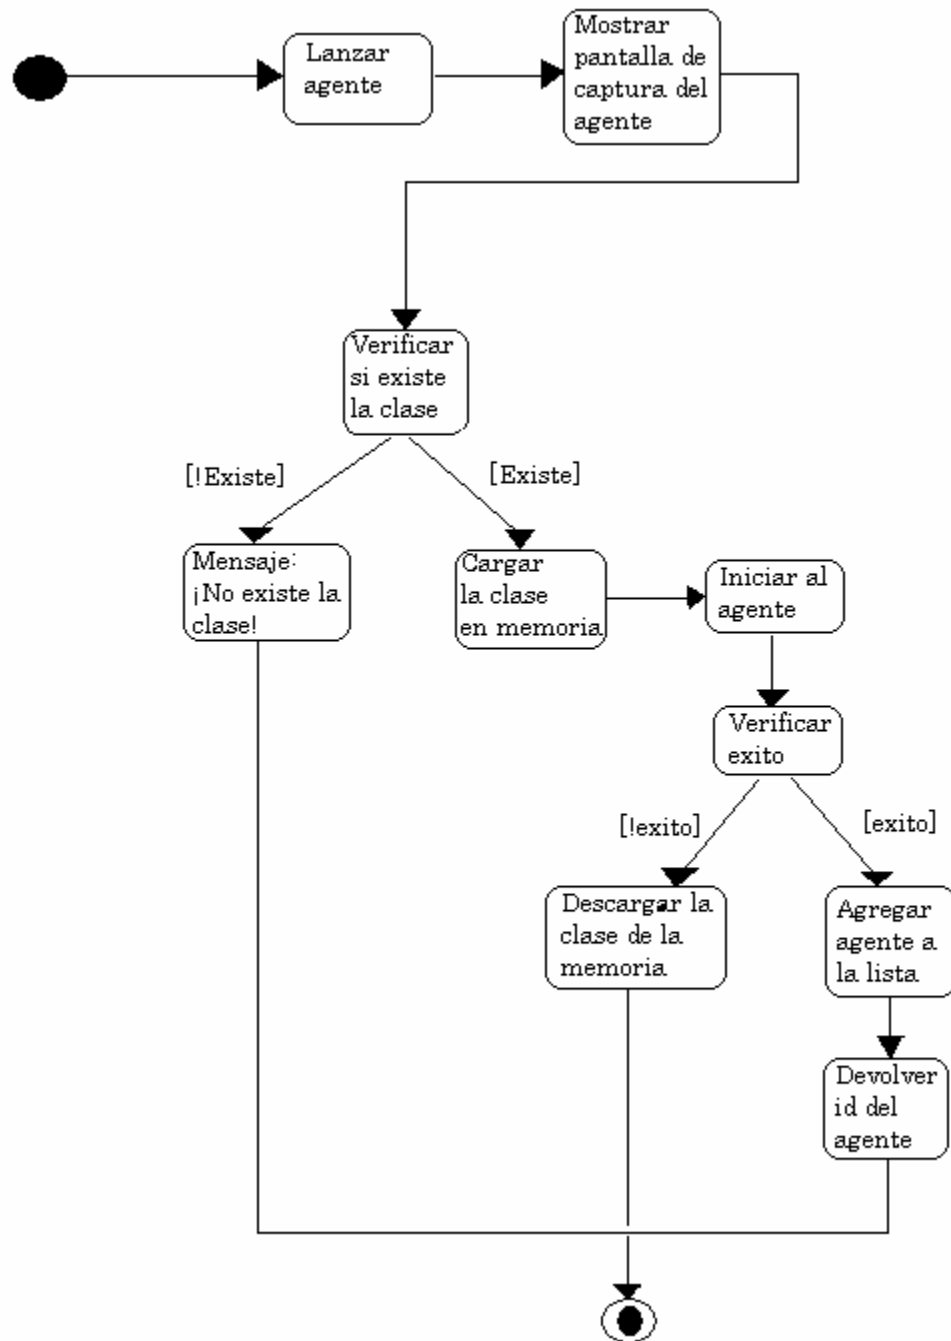 Lanzar
agente
Mostrar
pantalla de
captura del
agente
Verificar
si existe
la clase
[!Existe]
[Existe]
Mensaje:
¡No existe la
clase!
Cargar
la clase
en memoria
Iniciar al
agente
Verificar
exito
[!exito]
[exito]
Descargar la
clase de la
memoria
Agregar
agente a
la lista
Devolver
id del
agente